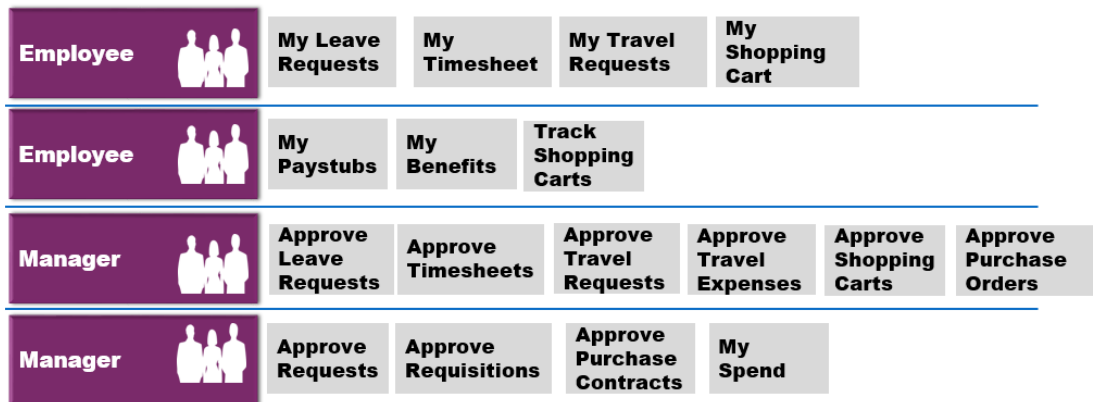 Employee
My Leave
Requests
My
Timesheet
My Travel
Requests
My
Shopping
Cart
Employee
My
Paystubs
My
Benefits
Track
Shopping
Carts
Manager
Approve
Leave
Requests
Approve
Timesheets
Approve
Travel
Requests
Approve
Travel
Expenses
Approve
Shopping
Carts
Approve
Purchase
Orders
Manager
Approve
Requests
Approve
Requisitions
Approve
Purchase
Contracts
My
Spend